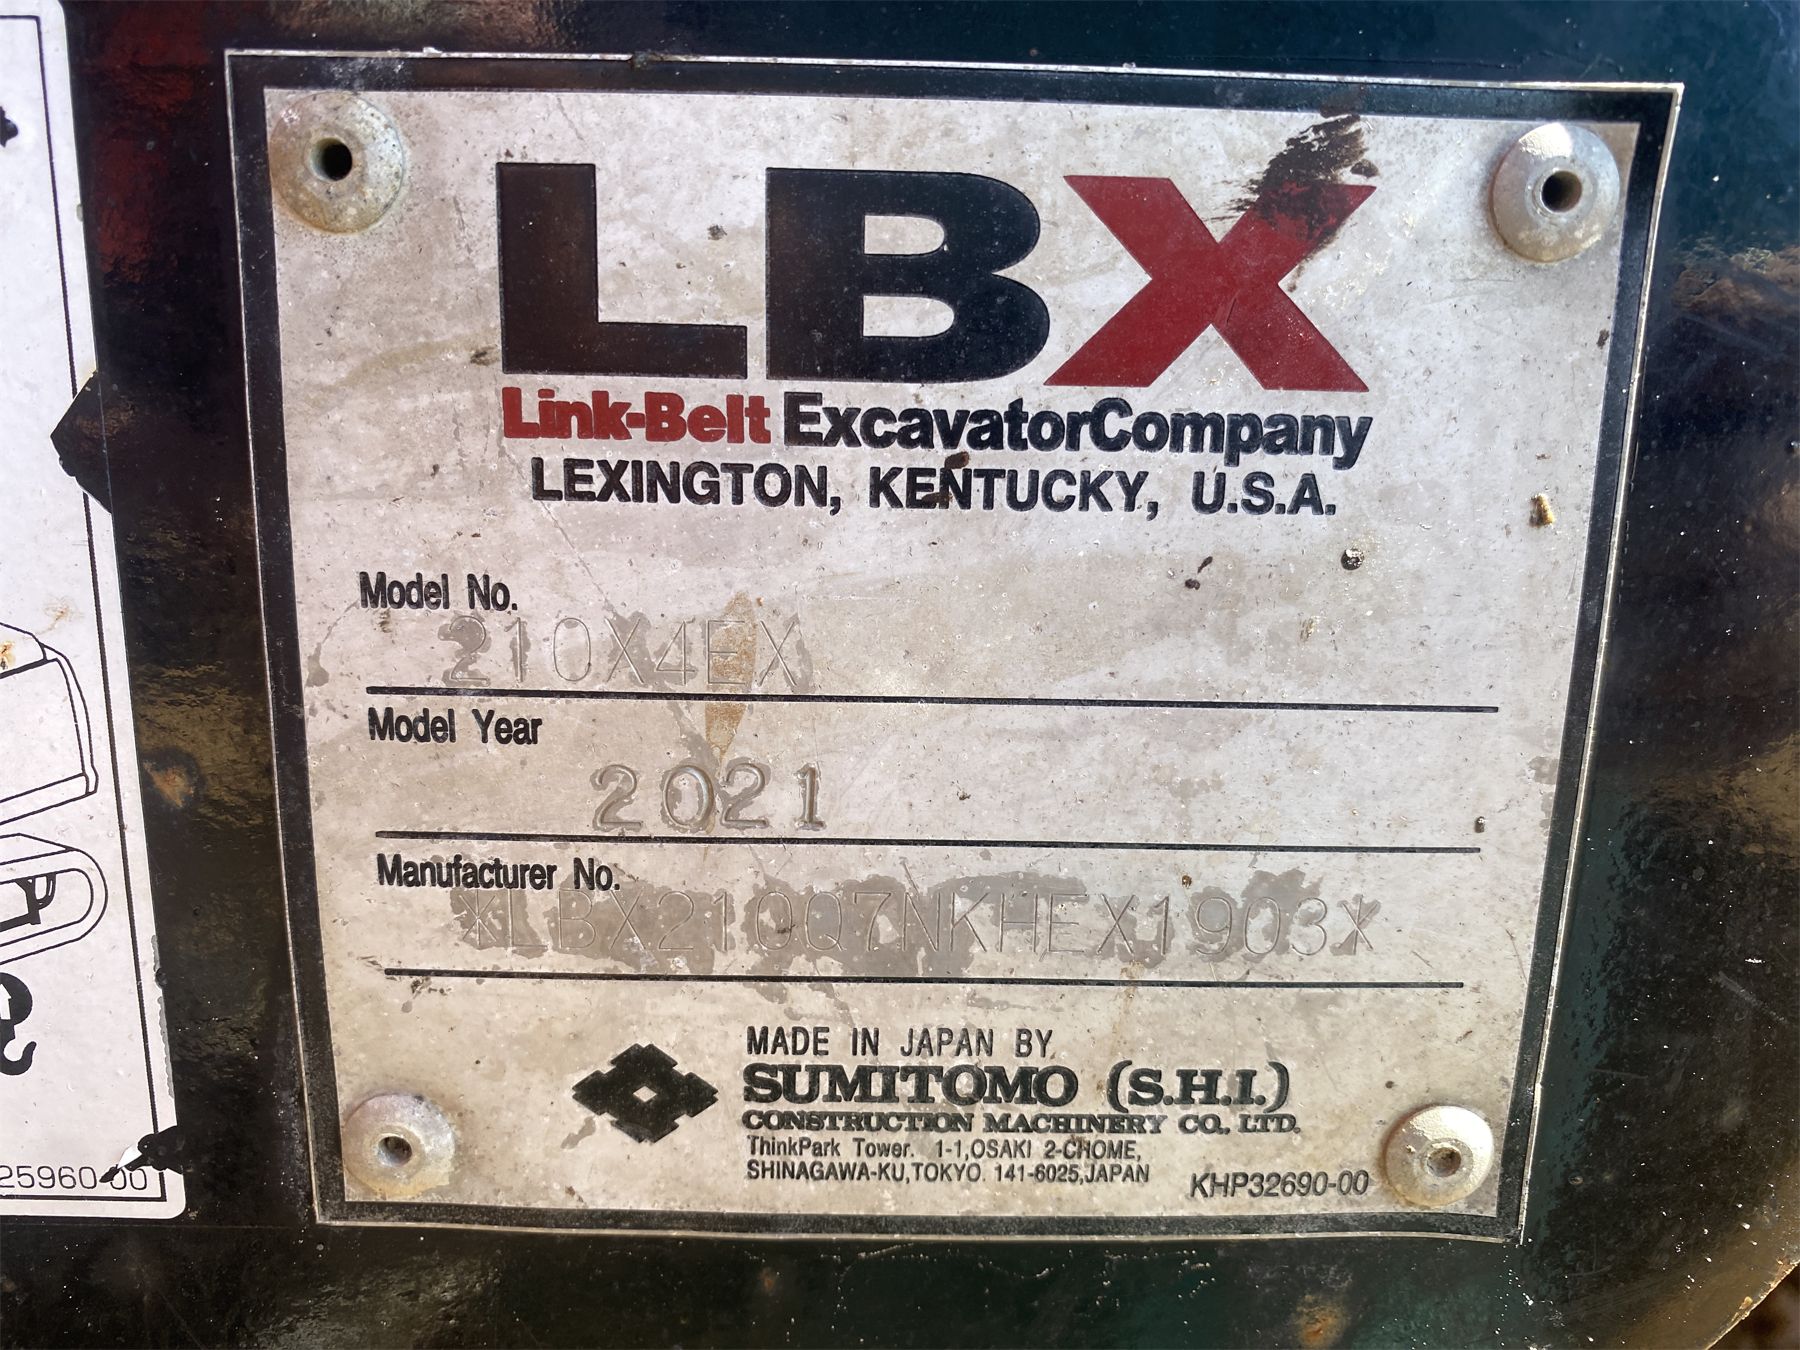 LBX
Link-Belt ExcavatorCompany
LEXINGTON, KENTUCKY, U.S.A.
Model No.
210X4EX
Model Year
2021
Manufacturer No.
*LBX210Q7NKHEX1903*
MADE IN JAPAN BY
SUMITOMO (S.H.I.)
CONSTRUCTION MACHINERY CO., LTD.
ThinkPark Tower. 1-1,OSAKI 2-CHOME,
SHINAGAWA-KU,TOKYO. 141-6025,JAPAN
KHP32690-00
25960-00